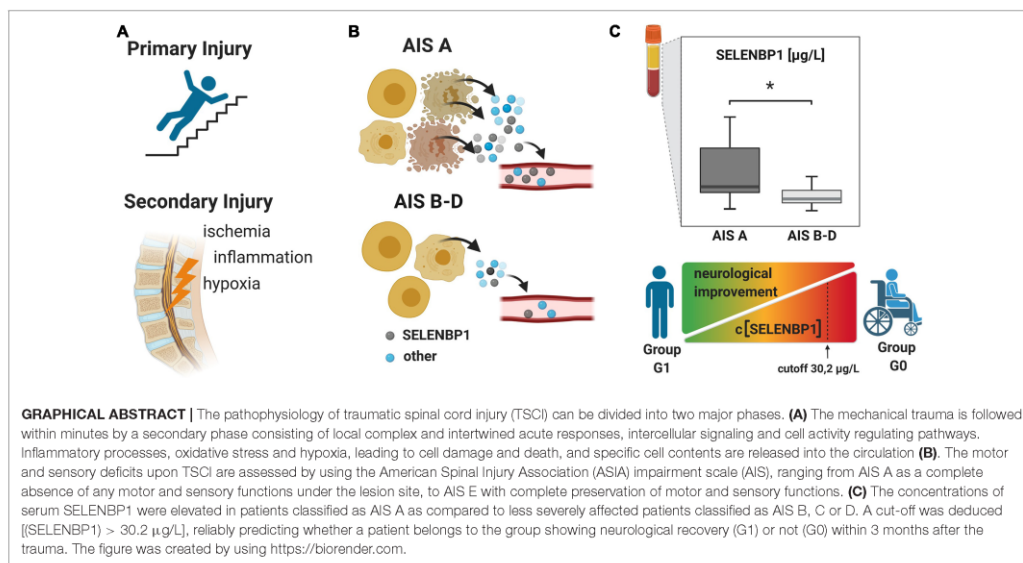 A
Primary Injury
Secondary Injury
ischemia
inflammation
hypoxia
B
AIS A
AIS B-D
SELENBP1
other
C
SELENBP1 [µg/L]
*
AIS A
AIS B-D
neurological
improvement
c[SELENBP1]
Group
G1
Group
G0
cutoff 30,2 µg/L
GRAPHICAL ABSTRACT | The pathophysiology of traumatic spinal cord injury (TSCI) can be divided into two major phases. (A) The mechanical trauma is followed
within minutes by a secondary phase consisting of local complex and intertwined acute responses, intercellular signaling and cell activity regulating pathways.
Inflammatory processes, oxidative stress and hypoxia, leading to cell damage and death, and specific cell contents are released into the circulation (B). The motor
and sensory deficits upon TSCI are assessed by using the American Spinal Injury Association (ASIA) impairment scale (AIS), ranging from AIS A as a complete
absence of any motor and sensory functions under the lesion site, to AIS E with complete preservation of motor and sensory functions. (C) The concentrations of
serum SELENBP1 were elevated in patients classified as AIS A as compared to less severely affected patients classified as AIS B, C or D. A cut-off was deduced
[(SELENBP1) > 30.2 µg/L], reliably predicting whether a patient belongs to the group showing neurological recovery (G1) or not (G0) within 3 months after the
trauma. The figure was created by using https://biorender.com.